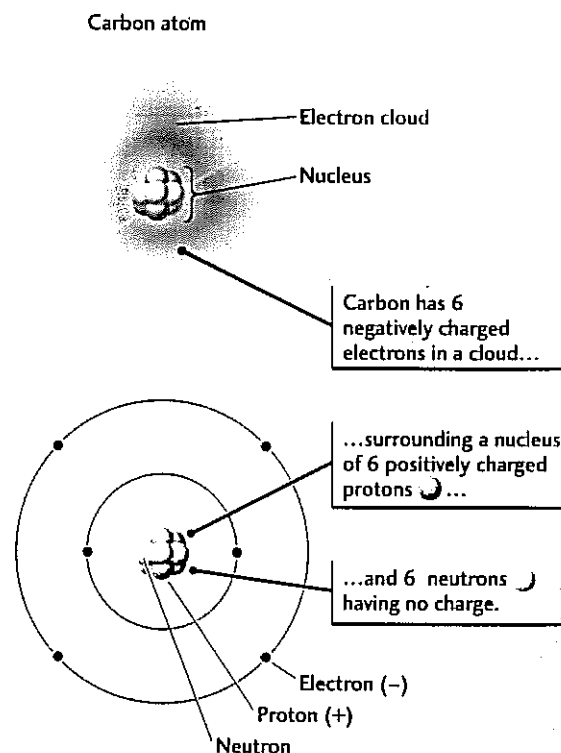 Carbon atom
Electron cloud
Nucleus
Carbon has 6
negatively charged
electrons in a cloud...
...surrounding a nucleus
of 6 positively charged
protons ...
...and 6 neutrons
having no charge.
Electron (–)
Proton (+)
Neutron